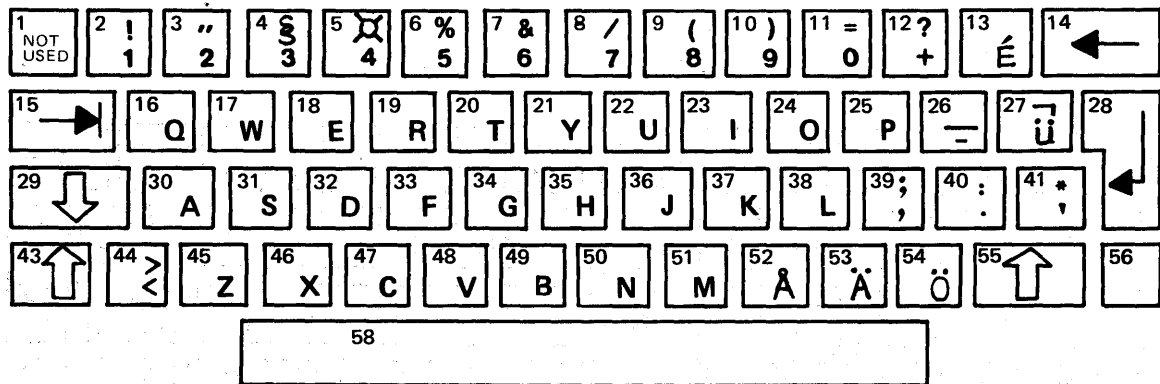 1 NOT USED 2 ! 1 3 " 2 4 § 3 5 ¤ 4 6 % 5 7 & 6 8 / 7 9 ( 8 10 ) 9 11 = 0 12 ? + 13 É 14
15 16 Q 17 W 18 E 19 R 20 T 21 Y 22 U 23 I 24 O 25 P 26 _ - 27 ¬ ü 28
29 30 A 31 S 32 D 33 F 34 G 35 H 36 J 37 K 38 L 39 ; , 40 : . 41 * '
43 44 > < 45 Z 46 X 47 C 48 V 49 B 50 N 51 M 52 Å 53 Ä 54 Ö 55 56
58